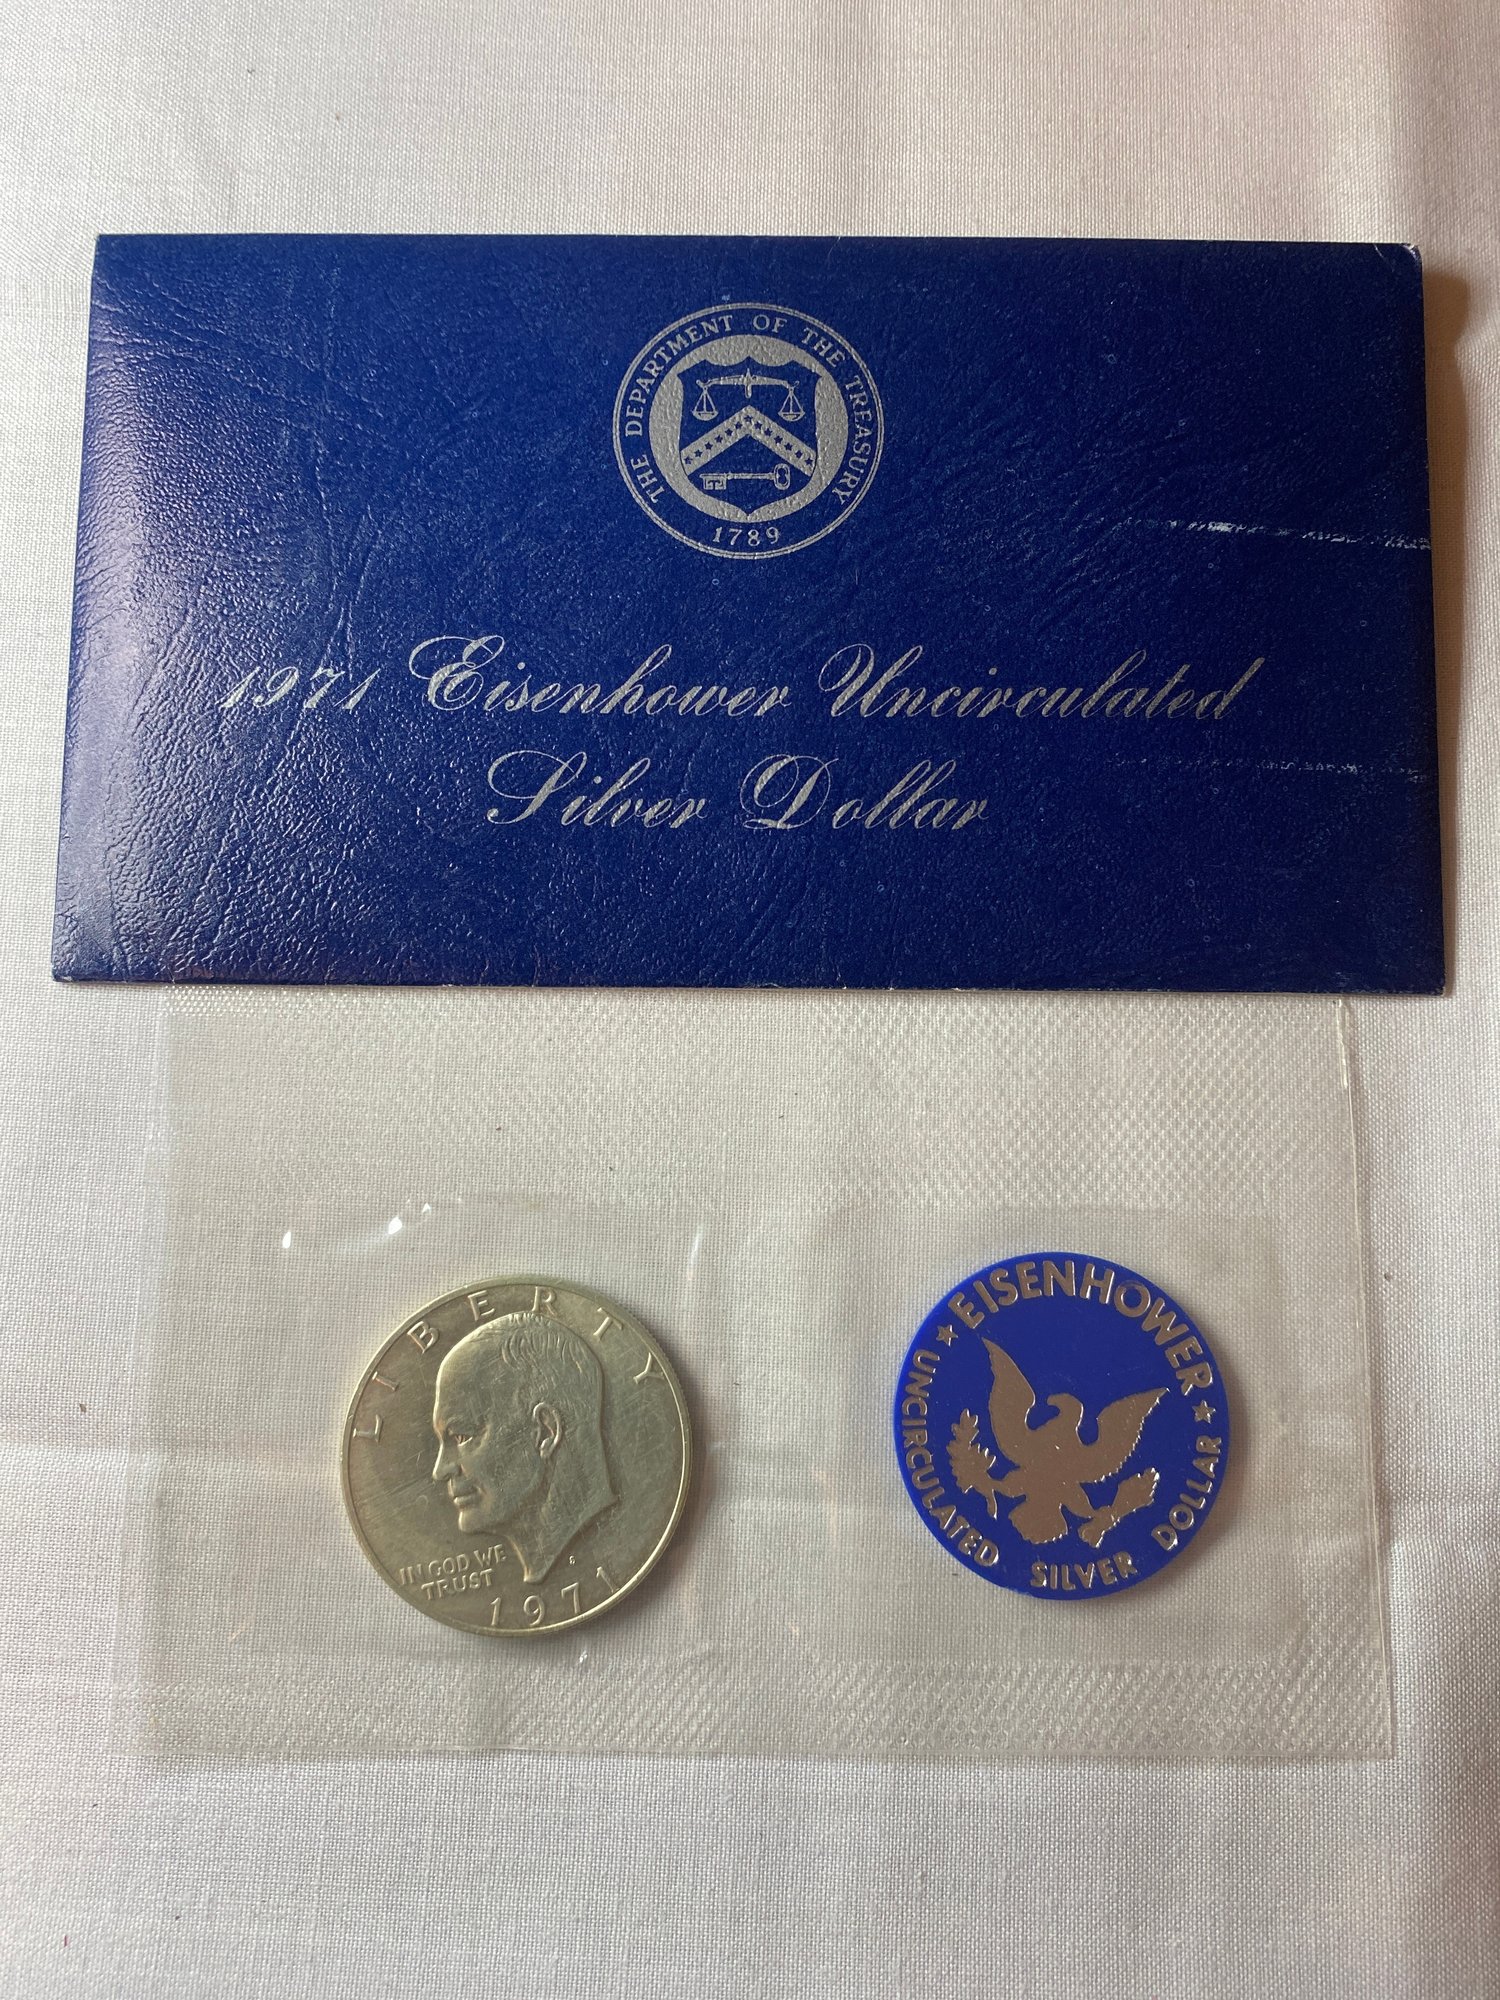 THE DEPARTMENT OF THE TREASURY
1789
1971 Eisenhower Uncirculated
Silver Dollar
LIBERTY
IN GOD WE
TRUST
S
1971
EISENHOWER
UNCIRCULATED SILVER DOLLAR